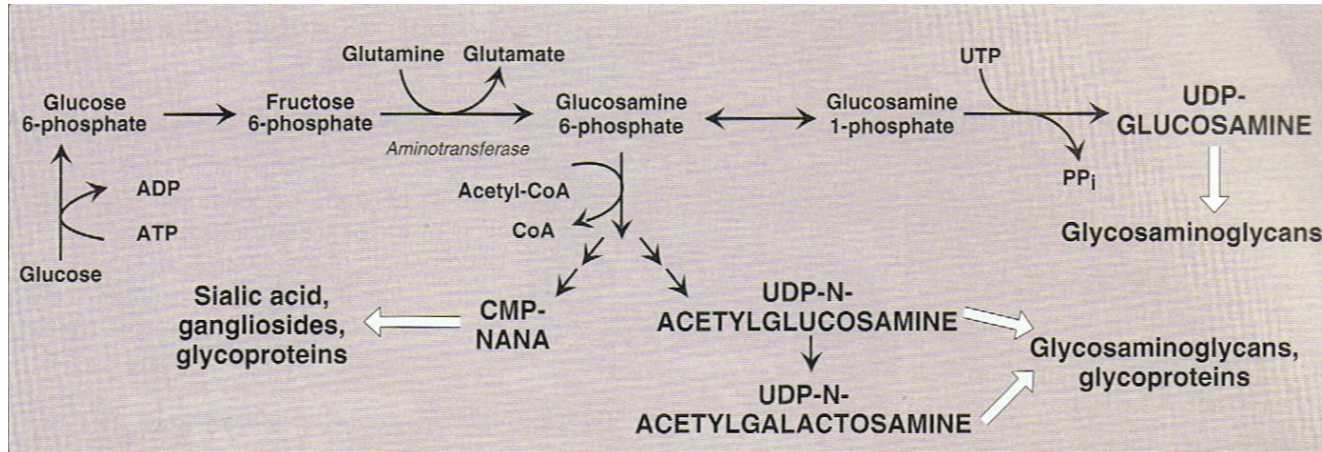 Glutamine
Glutamate
UTP
Glucose
6-phosphate
Fructose
6-phosphate
Glucosamine
6-phosphate
Glucosamine
1-phosphate
UDP-
GLUCOSAMINE
Aminotransferase
ADP
ATP
Glucose
Acetyl-CoA
CoA
PPi
Glycosaminoglycans
Sialic acid,
gangliosides,
glycoproteins
CMP-
NANA
UDP-N-
ACETYLGLUCOSAMINE
Glycosaminoglycans,
glycoproteins
UDP-N-
ACETYLGALACTOSAMINE